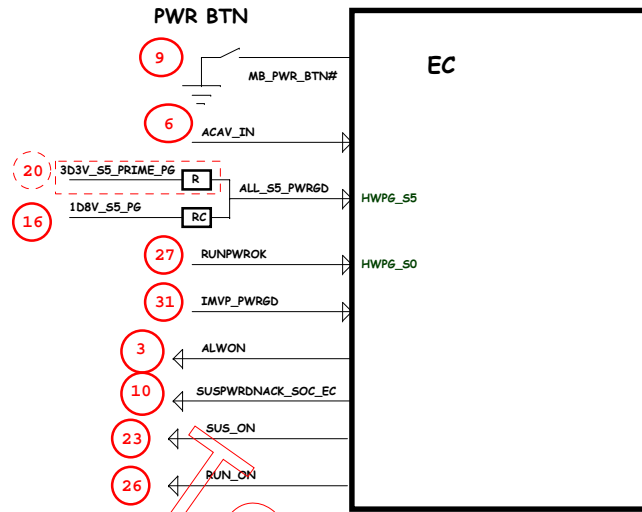 PWR BTN
9
MB_PWR_BTN#
EC
6
ACAV_IN
20
3D3V_S5_PRIME_PG
R
ALL_S5_PWRGD
HWPG_S5
16
1D8V_S5_PG
RC
27
RUNPWROK
HWPG_S0
31
IMVP_PWRGD
3
ALWON
10
SUSPWRDNACK_SOC_EC
23
SUS_ON
26
RUN_ON